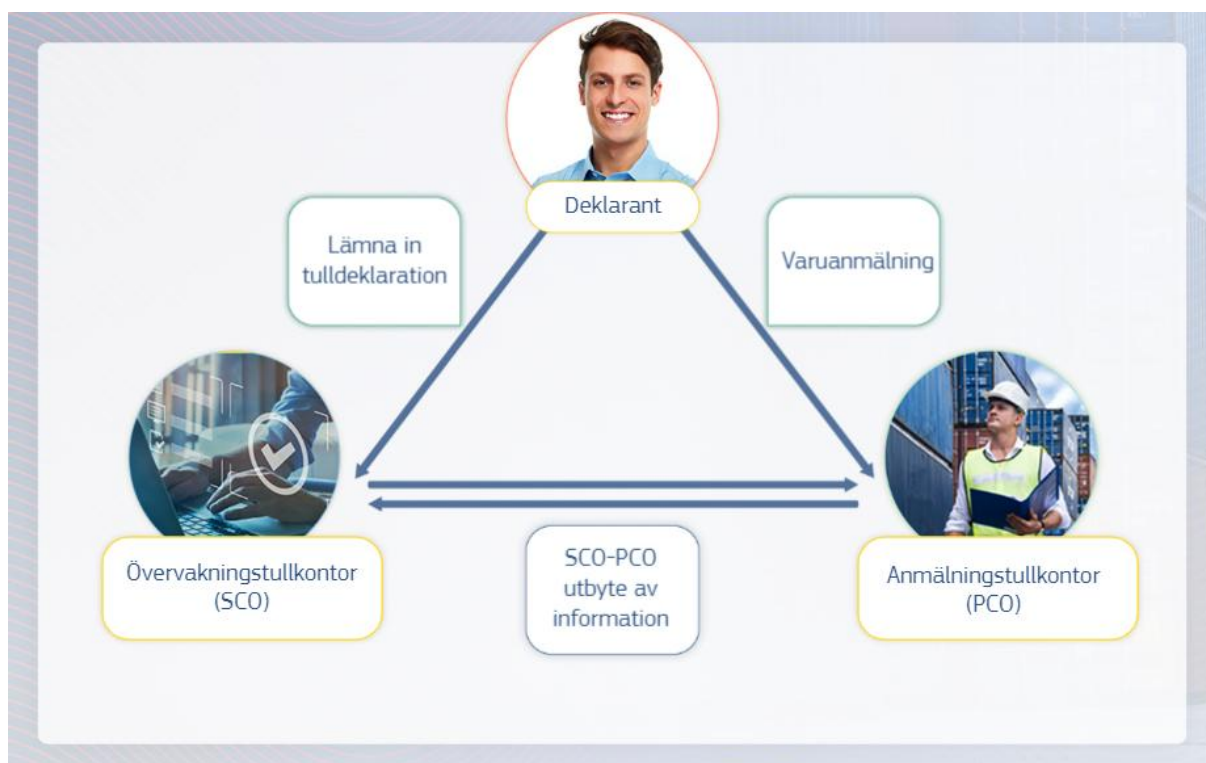 Deklarant
Lämna in
tulldeklaration
Varuanmälning
Övervakningstullkontor
(SCO)
SCO-PCO
utbyte av
information
Anmälningstullkontor
(PCO)